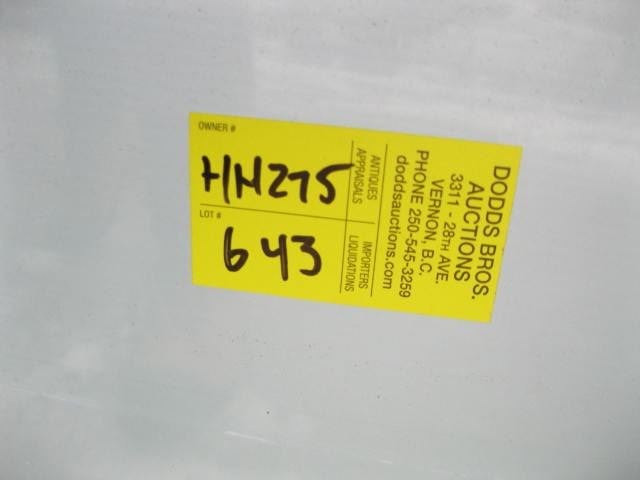 OWNER #
HM275
LOT #
643
ANTIQUES
APPRAISALS
IMPORTERS
LIQUIDATIONS
DODDS BROS.
AUCTIONS
3311 - 28TH AVE.
VERNON, B.C.
PHONE 250-545-3259
doddsauctions.com